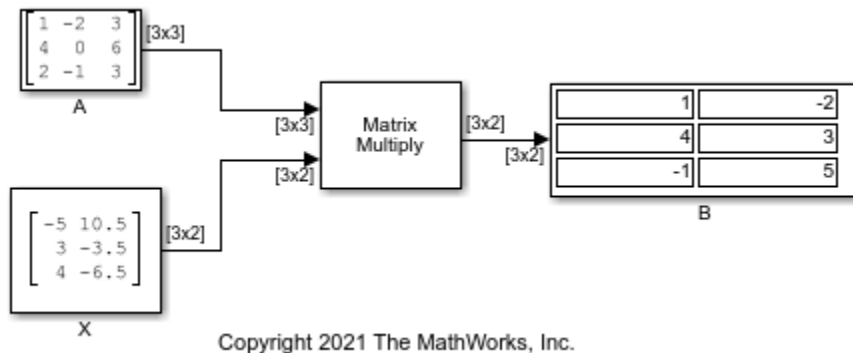 1 -2 3
4 0 6
2 -1 3
[3x3]
A
[3x3]
[3x2]
Matrix
Multiply
[3x2]
[3x2]
1 -2
4 3
-1 5
B
-5 10.5
3 -3.5
4 -6.5
[3x2]
X
Copyright 2021 The MathWorks, Inc.